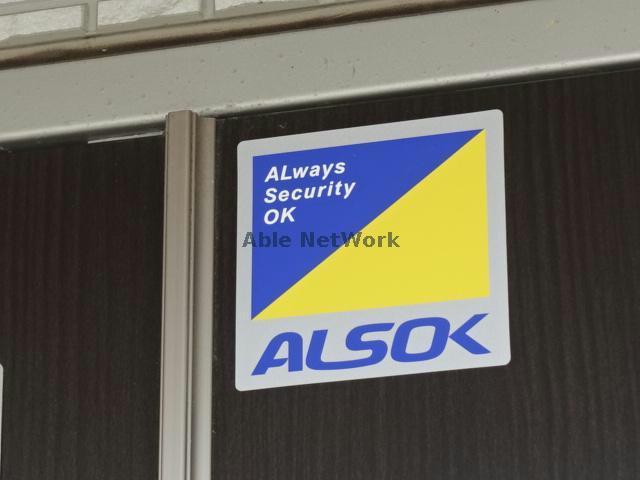 ALways
Security
OK
Able NetWork
ALSOK